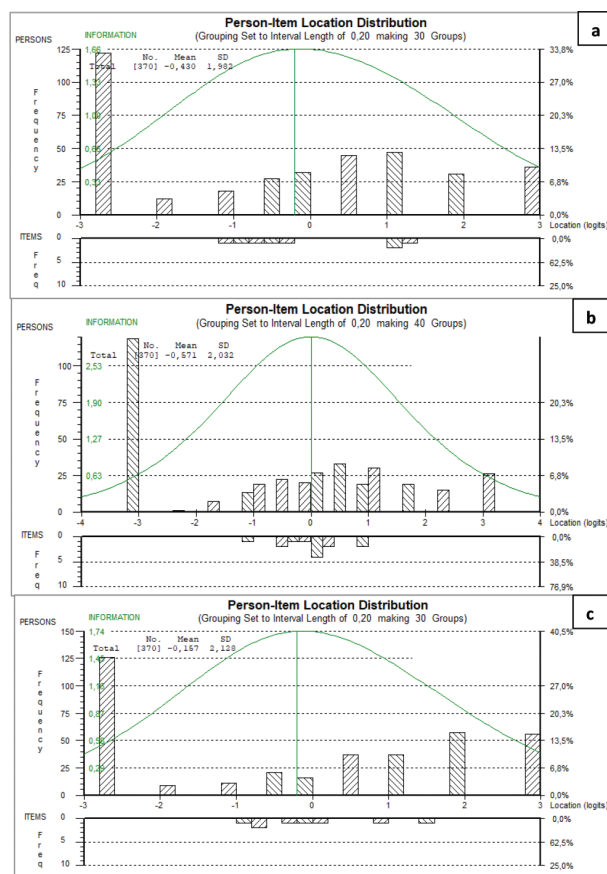 Person-Item Location Distribution
a
(Grouping Set to Interval Length of 0,20 making 30 Groups)
PERSONS
INFORMATION
No. Mean SD
Total [370] -0,430 1,982
125
100
75
50
25
0
Frequency
1,66
1,33
0,33
33,8%
27,0%
20,3%
13,5%
6,8%
0,0%
-3 -2 -1 0 1 2 3 Location (logits)
ITEMS
Freq
0
5
10
0,0%
62,5%
25,0%
Person-Item Location Distribution
b
(Grouping Set to Interval Length of 0,20 making 40 Groups)
PERSONS
INFORMATION
No. Mean SD
Total [370] -0,571 2,032
100
75
50
25
0
Frequency
2,53
1,90
1,27
0,63
20,3%
13,5%
6,8%
0,0%
-4 -3 -2 -1 0 1 2 3 4 Location (logits)
ITEMS
Freq
0
5
10
0,0%
38,5%
76,9%
Person-Item Location Distribution
c
(Grouping Set to Interval Length of 0,20 making 30 Groups)
PERSONS
INFORMATION
No. Mean SD
Total [370] -0,157 2,128
150
125
100
75
50
25
0
Frequency
1,74
1,45
0,87
40,5%
27,0%
20,3%
13,5%
6,8%
0,0%
-3 -2 -1 0 1 2 3 Location (logits)
ITEMS
Freq
0
5
10
0,0%
62,5%
25,0%